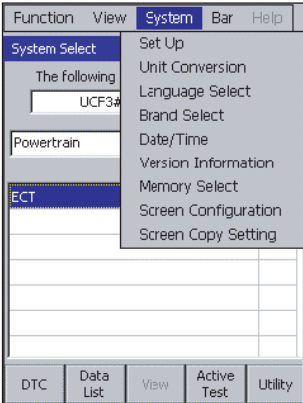 Function View System Bar Help
System Select
The following
UCF3#
Powertrain
ECT
Set Up
Unit Conversion
Language Select
Brand Select
Date/Time
Version Information
Memory Select
Screen Configuration
Screen Copy Setting
DTC
Data List
View
Active Test
Utility